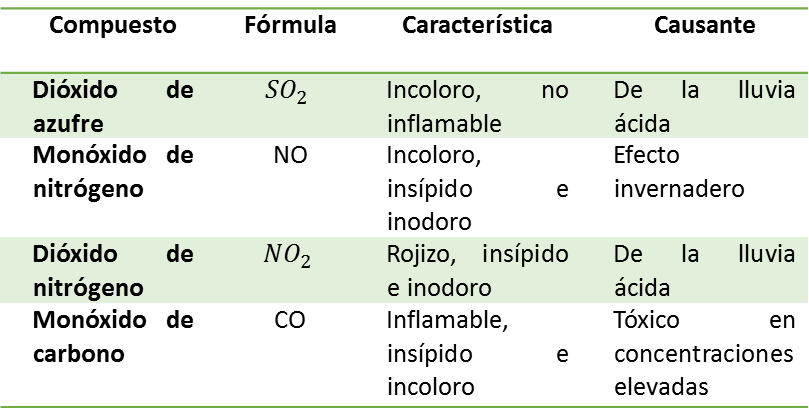 Compuesto Fórmula Característica Causante
Dióxido de SO₂ Incoloro, no De la lluvia
azufre inflamable ácida
Monóxido de NO Incoloro, Efecto
nitrógeno insípido e invernadero
inodoro
Dióxido de NO₂ Rojizo, insípido De la lluvia
nitrógeno e inodoro ácida
Monóxido de CO Inflamable, Tóxico en
carbono insípido e concentraciones
incoloro elevadas